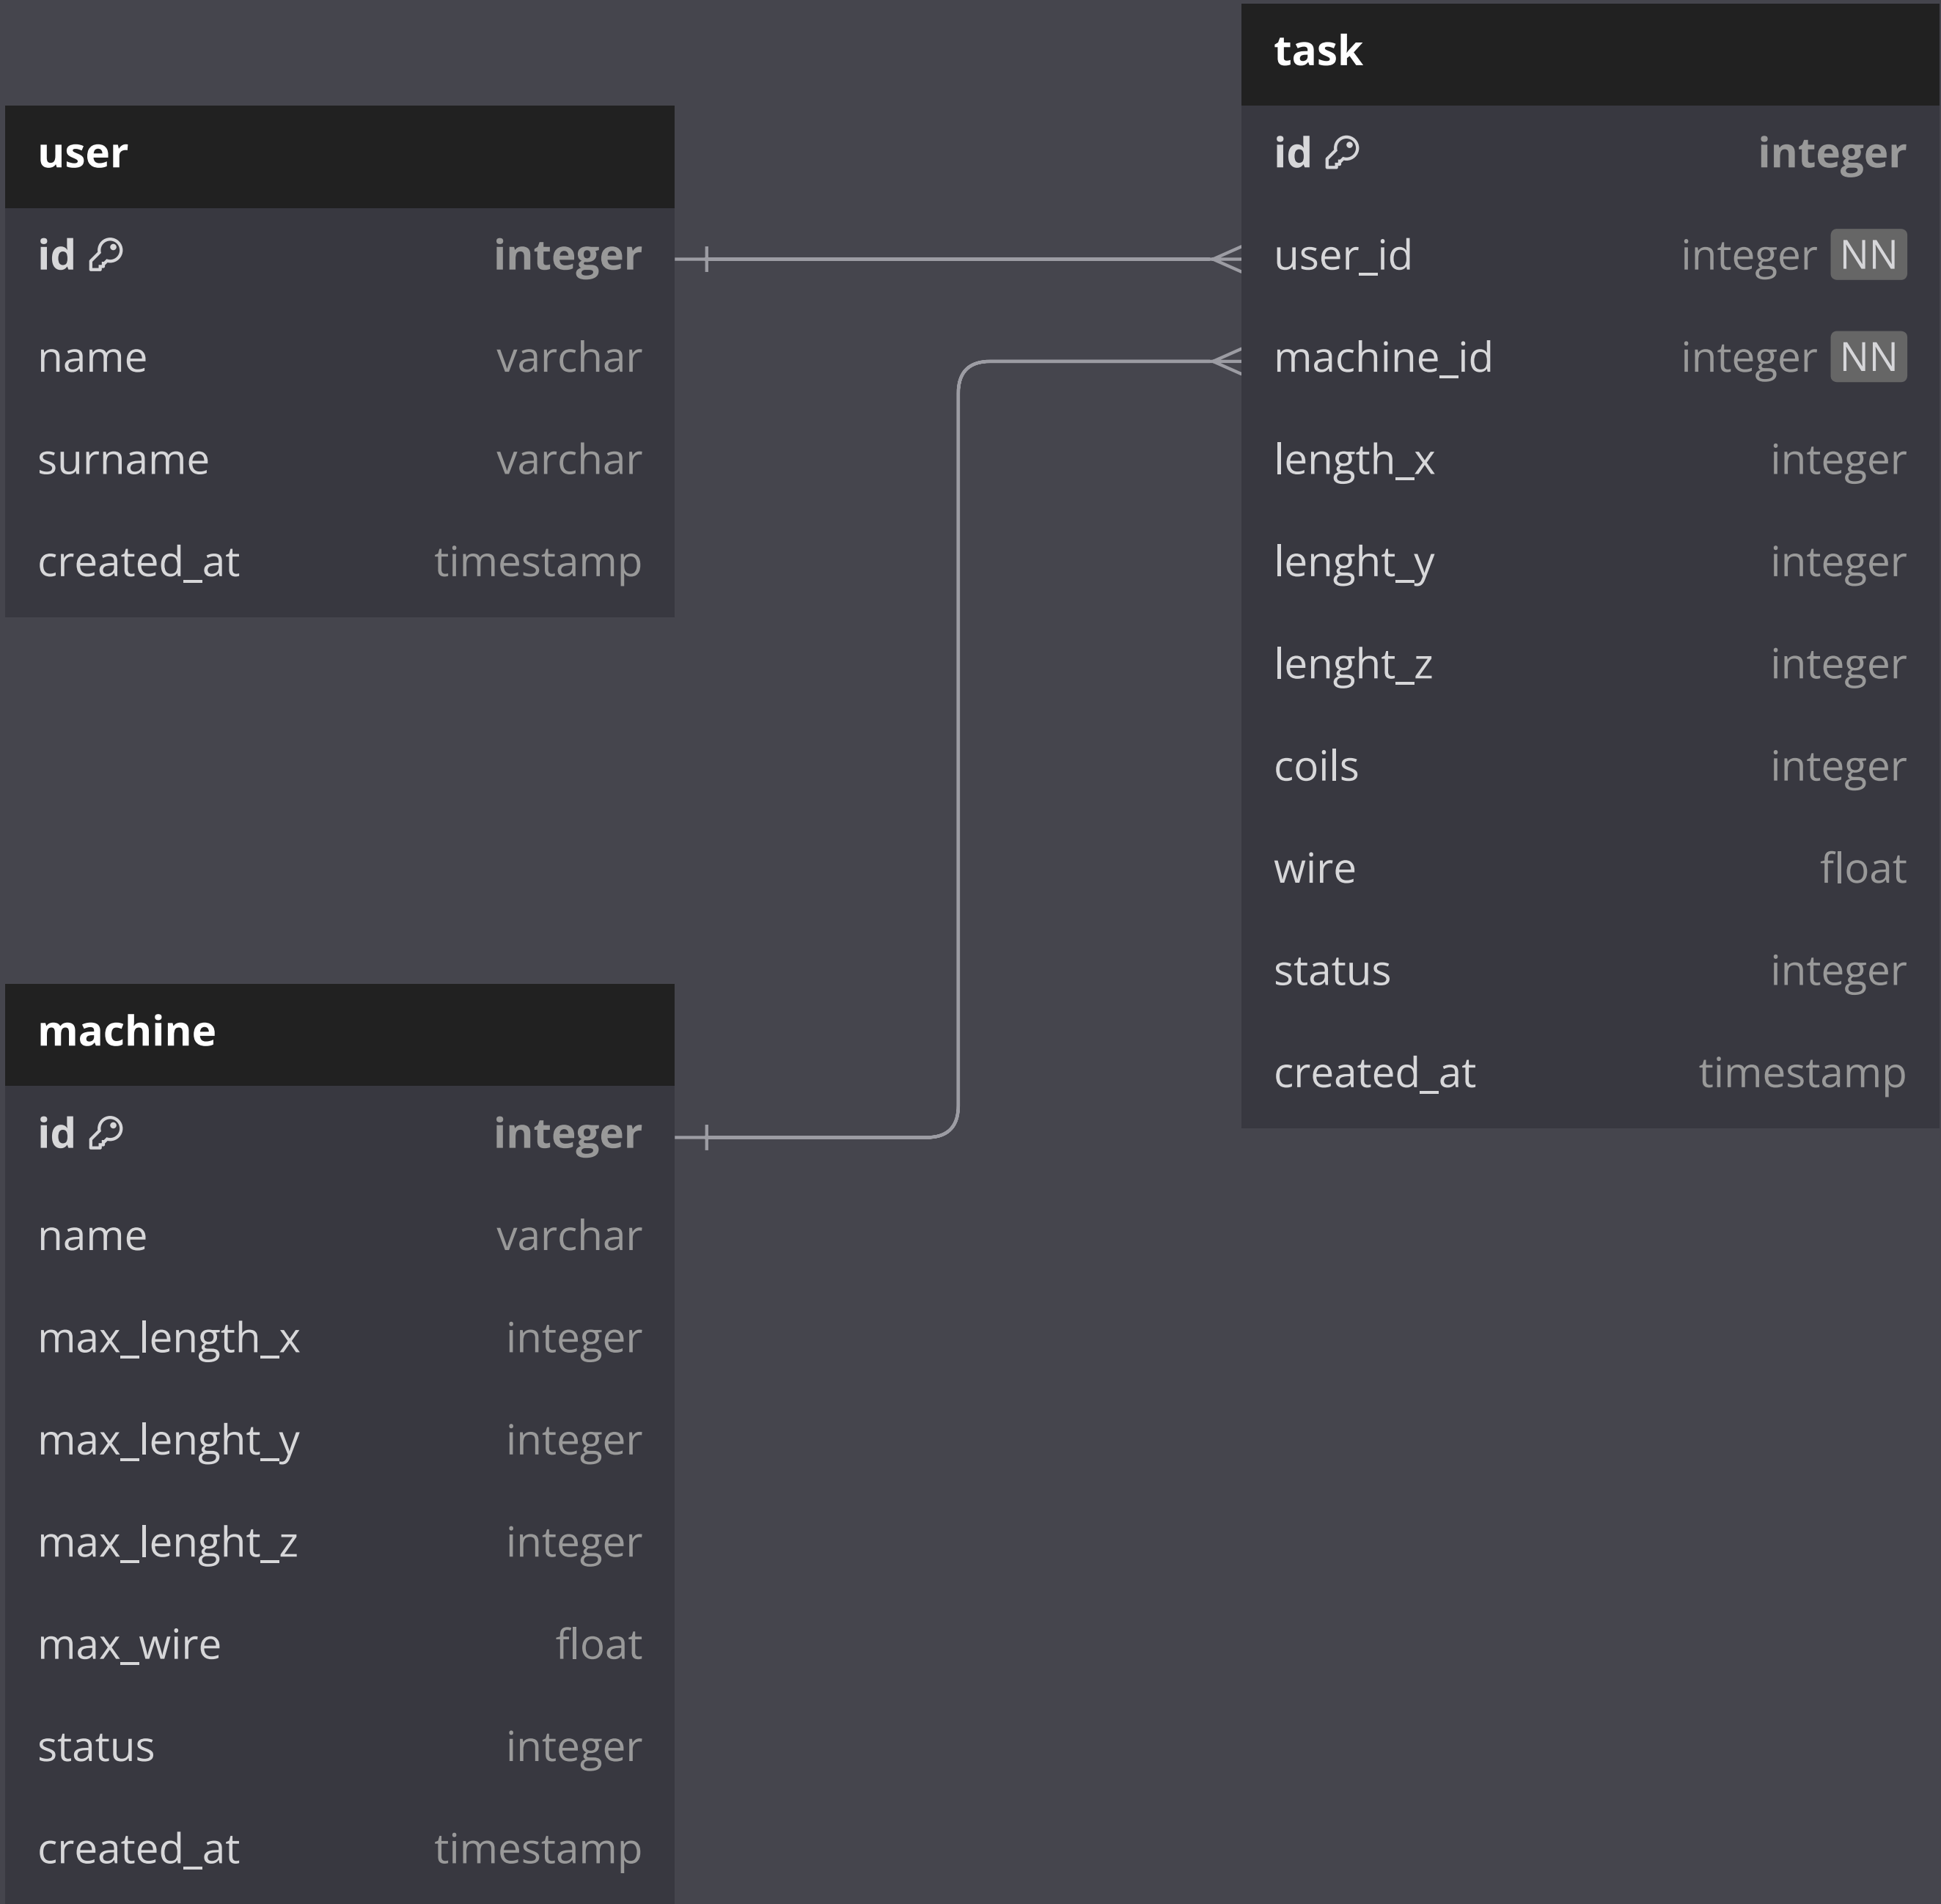 user
id integer
name varchar
surname varchar
created_at timestamp
task
id integer
user_id integer NN
machine_id integer NN
length_x integer
lenght_y integer
lenght_z integer
coils integer
wire float
status integer
created_at timestamp
machine
id integer
name varchar
max_length_x integer
max_lenght_y integer
max_lenght_z integer
max_wire float
status integer
created_at timestamp